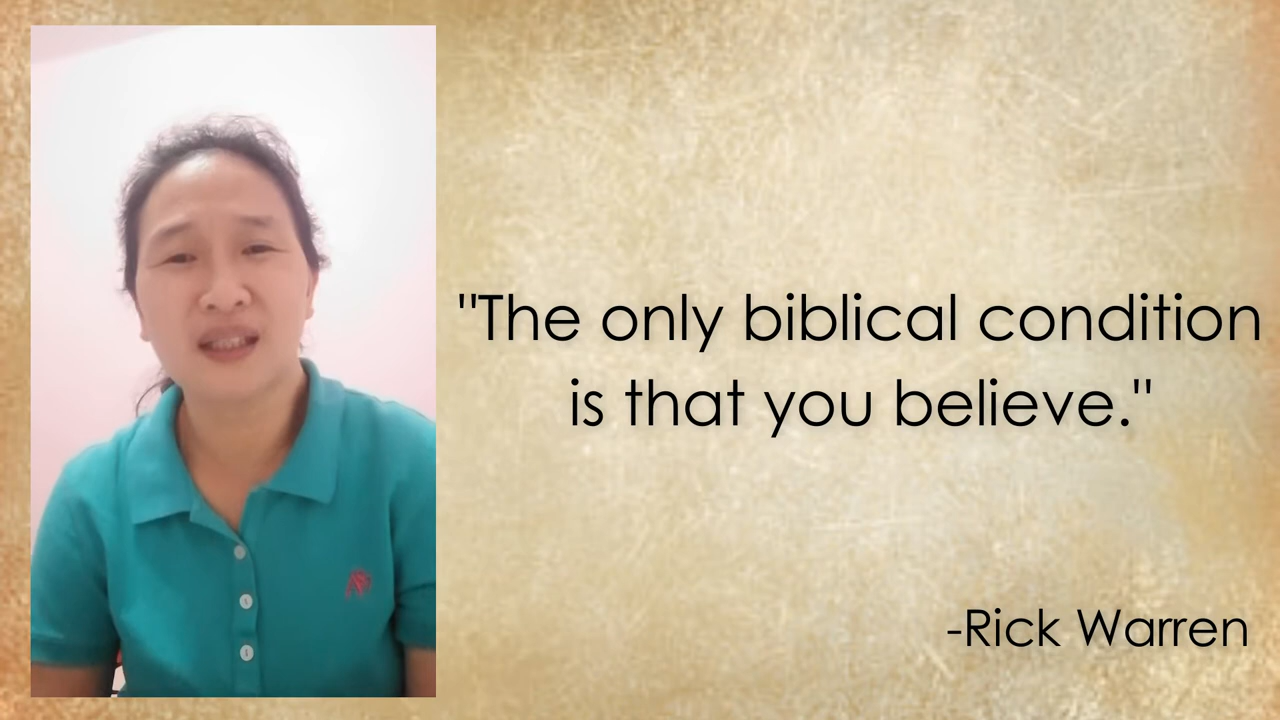 "The only biblical condition
is that you believe."
-Rick Warren